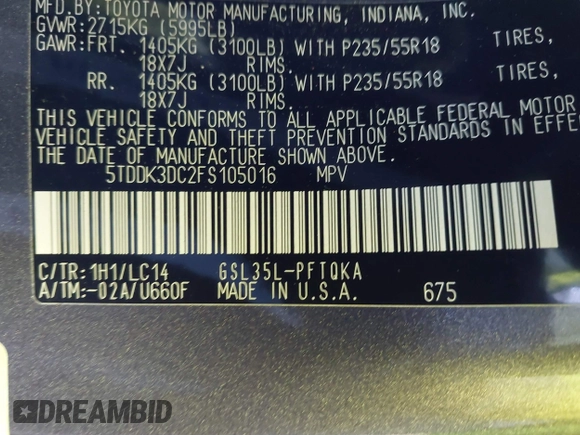 MFD.BY:TOYOTA MOTOR MANUFACTURING, INDIANA, INC.
GVWR:2715KG (5995LB)
GAWR:FRT. 1405KG (3100LB) WITH P235/55R18 TIRES,
18X7J . RIMS.
RR. 1405KG (3100LB) WITH P235/55R18 TIRES,
18X7J . RIMS.
THIS VEHICLE CONFORMS TO ALL APPLICABLE FEDERAL MOTOR
VEHICLE SAFETY AND THEFT PREVENTION STANDARDS IN EFFE
THE DATE OF MANUFACTURE SHOWN ABOVE.
5TDDK3DC2FS105016 MPV
C/TR:1H1/LC14 GSL35L-PFTQKA
A/TM:-02A/U660F MADE IN U.S.A. 675
DREAMBID